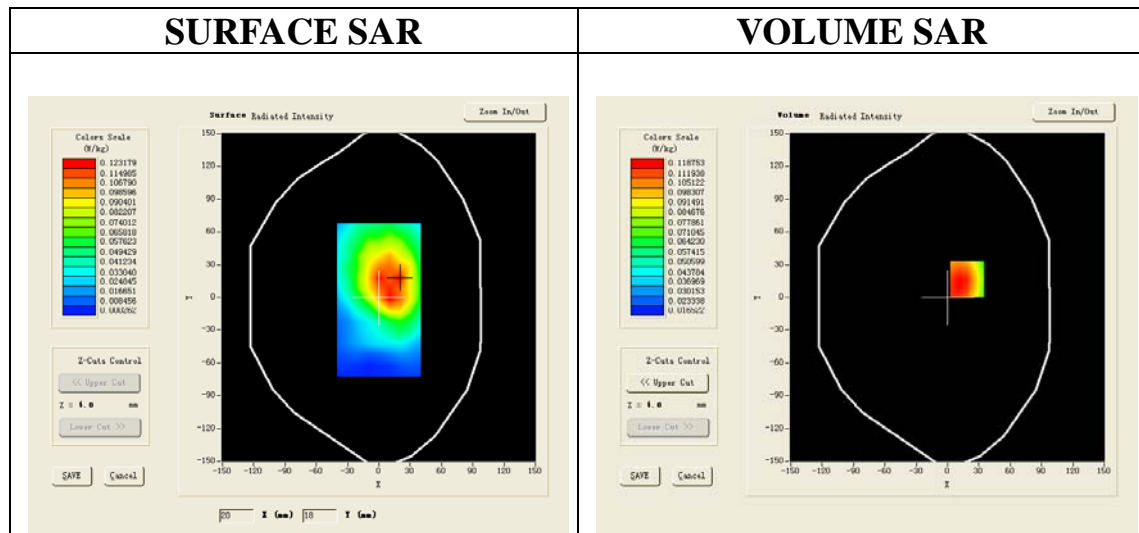 SURFACE SAR
VOLUME SAR
Surface Radiated Intensity
Zoom In/Out
Colors Scale
(W/kg)
0.123179
0.114985
0.106790
0.098596
0.090401
0.082207
0.074012
0.065818
0.057623
0.049429
0.041234
0.033040
0.024845
0.016651
0.008456
0.000262
150
120
90
60
30
0
-30
-60
-90
-120
-150
Y
-150 -120 -90 -60 -30 0 30 60 90 120 150
X
Z-Cuts Control
<< Upper Cut
Z = 4.0 mm
Lower Cut >>
SAVE
Cancel
20 X (mm) 18 Y (mm)
Volume Radiated Intensity
Zoom In/Out
Colors Scale
(W/kg)
0.118753
0.111938
0.105122
0.098307
0.091491
0.084676
0.077861
0.071045
0.064230
0.057415
0.050599
0.043784
0.036969
0.030153
0.023338
0.016522
150
120
90
60
30
0
-30
-60
-90
-120
-150
Y
-150 -120 -90 -60 -30 0 30 60 90 120 150
X
Z-Cuts Control
<< Upper Cut
Z = 4.0 mm
Lower Cut >>
SAVE
Cancel